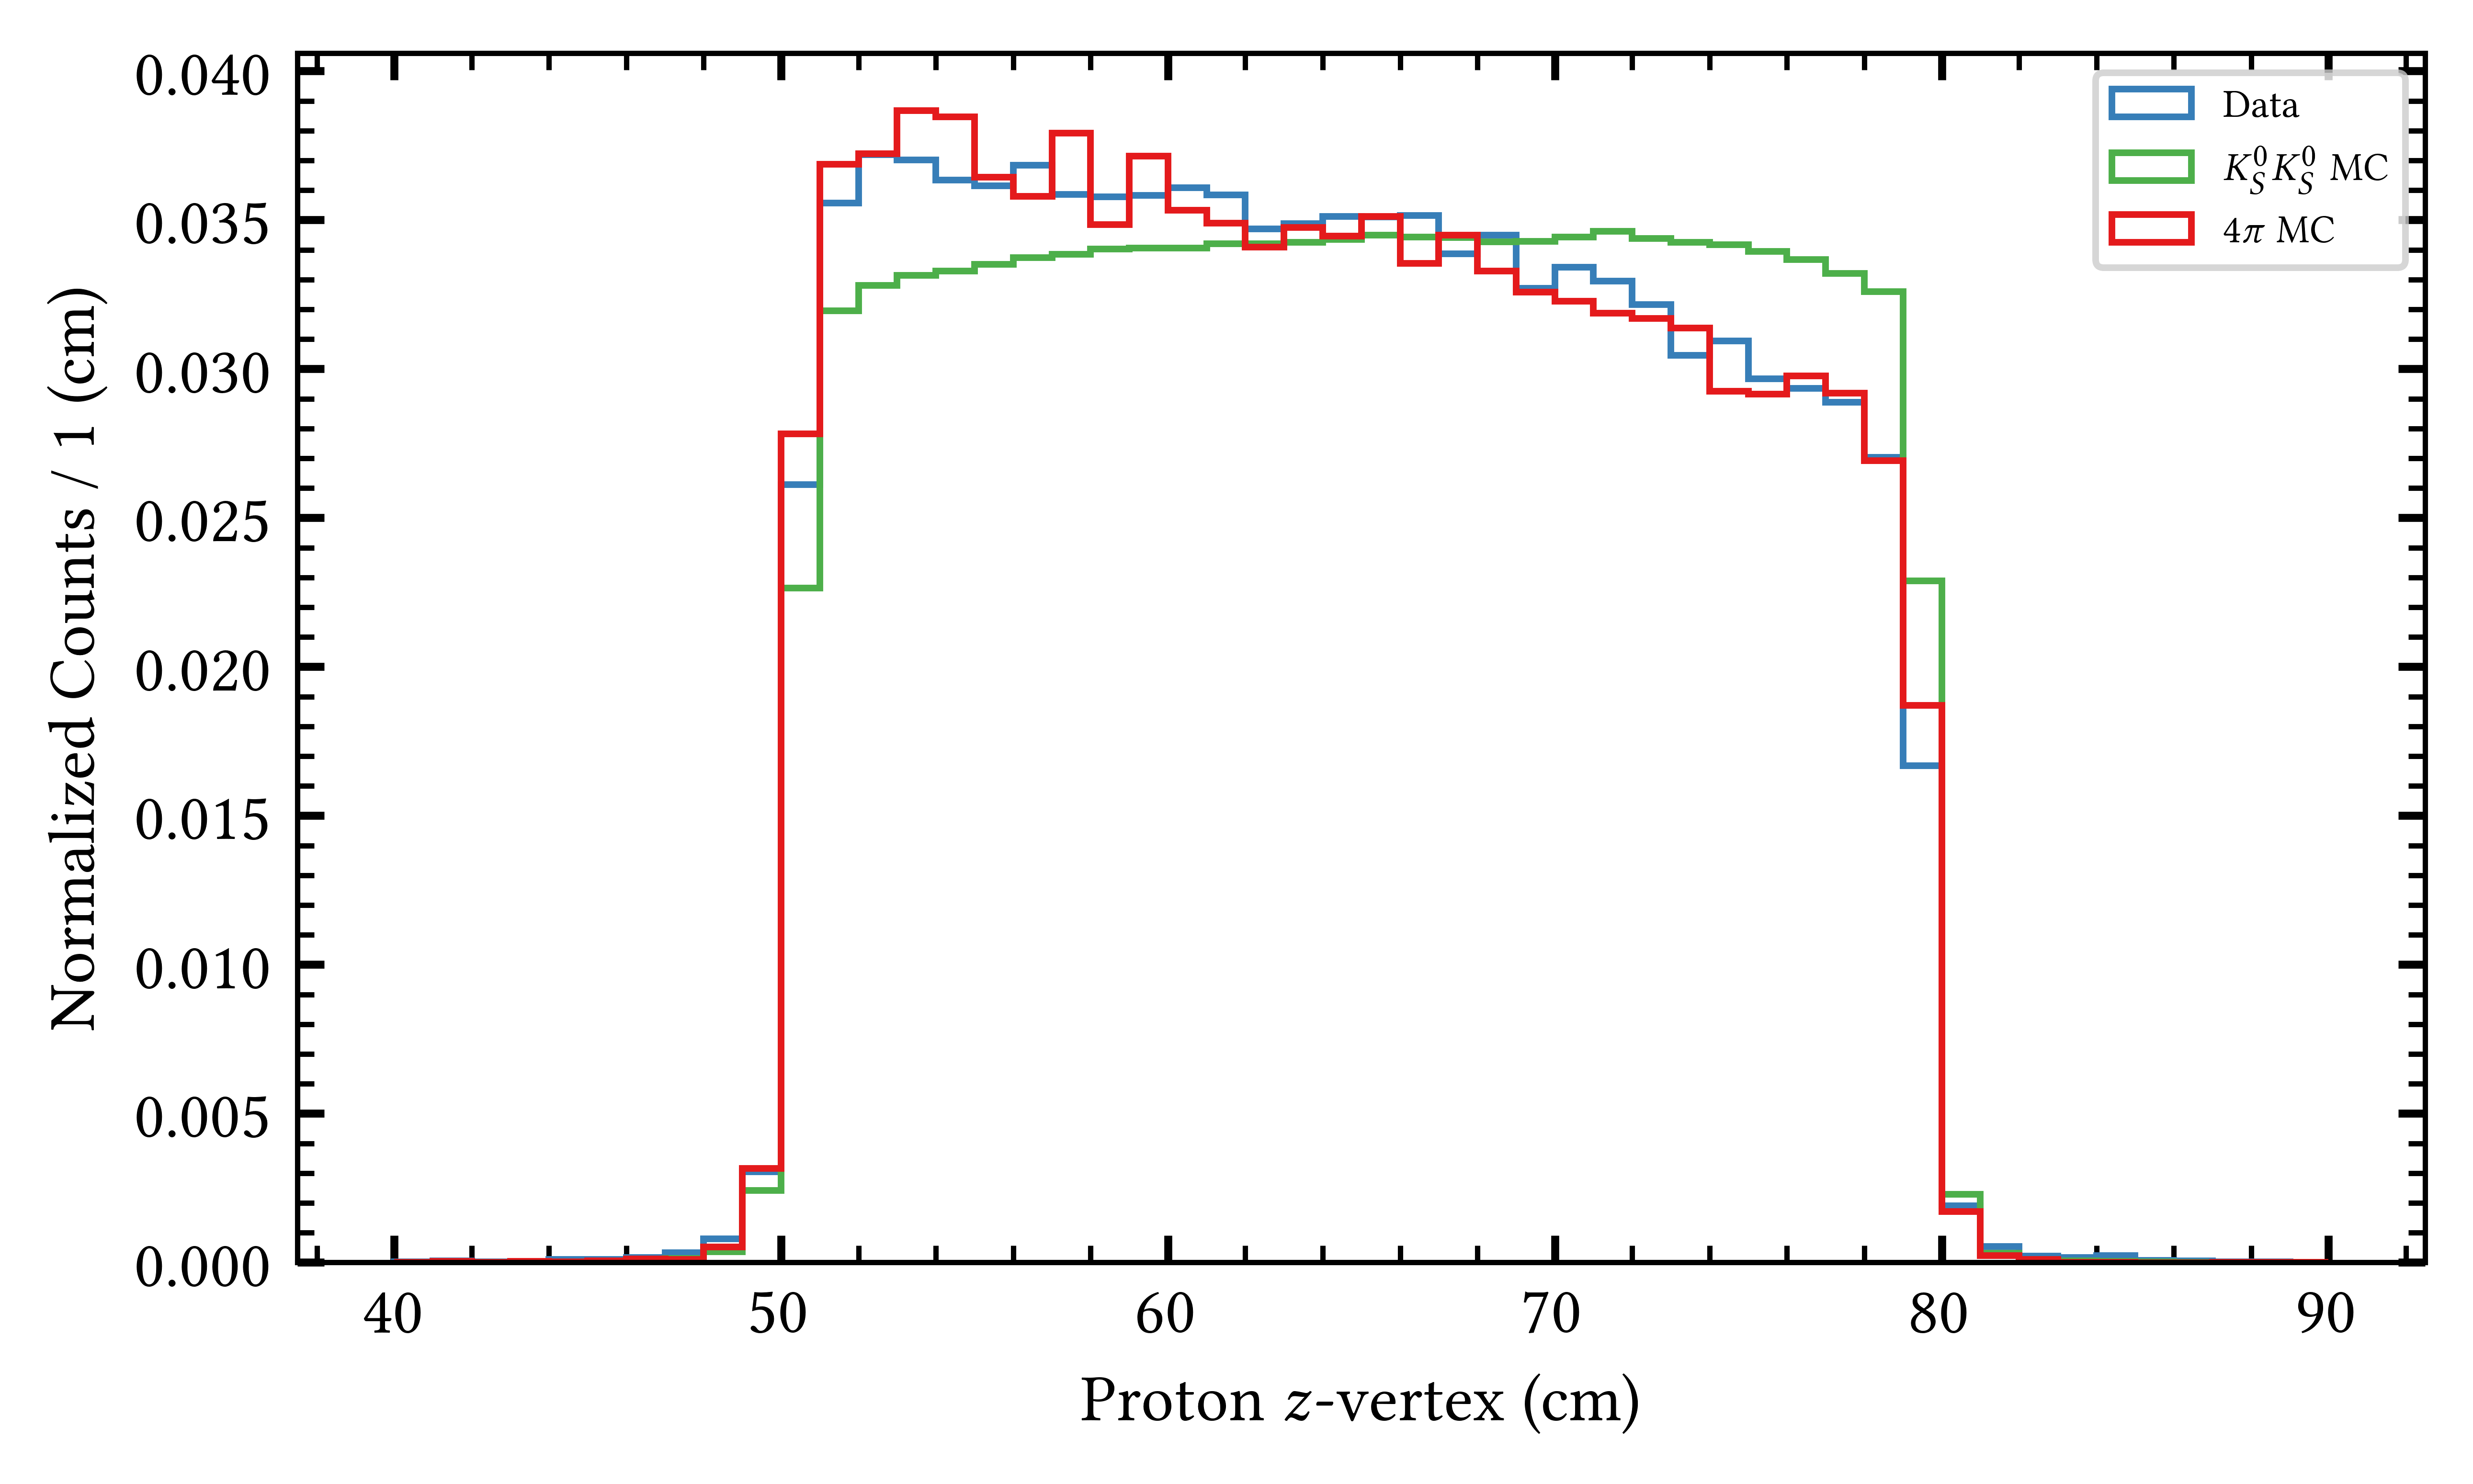 Normalized Counts / 1 (cm)
0.040
0.035
0.030
0.025
0.020
0.015
0.010
0.005
0.000
40 50 60 70 80 90
Proton z-vertex (cm)
Data
K_S^0 K_S^0 MC
4π MC